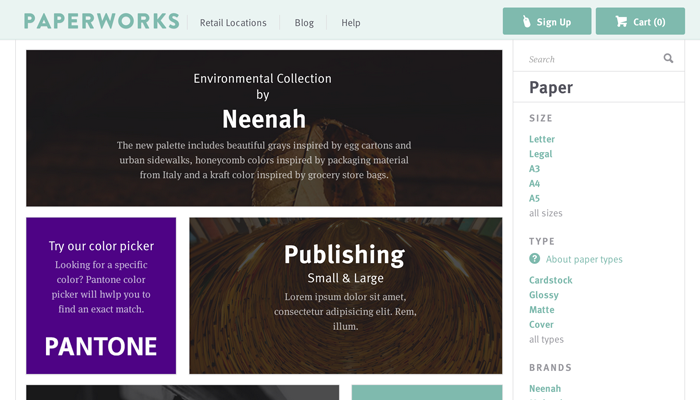 PAPERWORKS
Retail Locations
Blog
Help
Sign Up
Cart (0)
Environmental Collection
by
Neenah
The new palette includes beautiful grays inspired by egg cartons and
urban sidewalks, honeycomb colors inspired by packaging material
from Italy and a kraft color inspired by grocery store bags.
Try our color picker
Looking for a specific
color? Pantone color
picker will hwlp you to
find an exact match.
PANTONE
Publishing
Small & Large
Lorem ipsum dolor sit amet,
consectetur adipisicing elit. Rem,
illum.
Search
Paper
SIZE
Letter
Legal
A3
A4
A5
all sizes
TYPE
? About paper types
Cardstock
Glossy
Matte
Cover
all types
BRANDS
Neenah